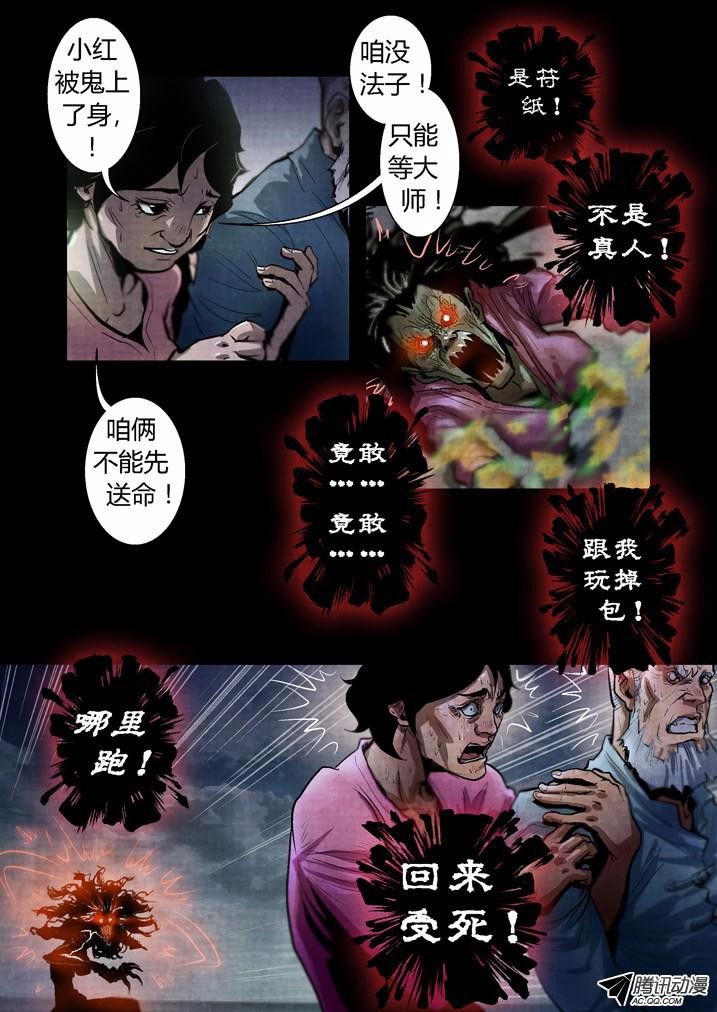 小红
被鬼上
了身，
！
咱没
法子！
只能
等大
师！
咱俩
不能先
送命！
是符
纸！
不是
真人！
竟敢
……
竟敢
……
跟我
玩掉
包！
哪里
跑！
回来
受死！
腾讯动漫
AC.QQ.COM